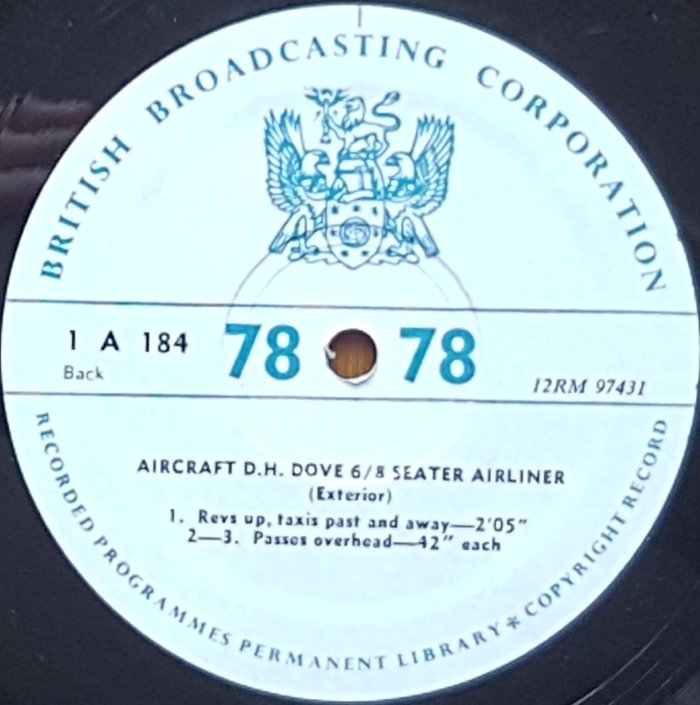 BRITISH BROADCASTING CORPORATION
1 A 184
Back
78 78
12RM 97431
AIRCRAFT D.H. DOVE 6/8 SEATER AIRLINER
(Exterior)
1. Revs up, taxis past and away—2'05"
2—3. Passes overhead—42" each
RECORDED PROGRAMMES PERMANENT LIBRARY * COPYRIGHT RECORD